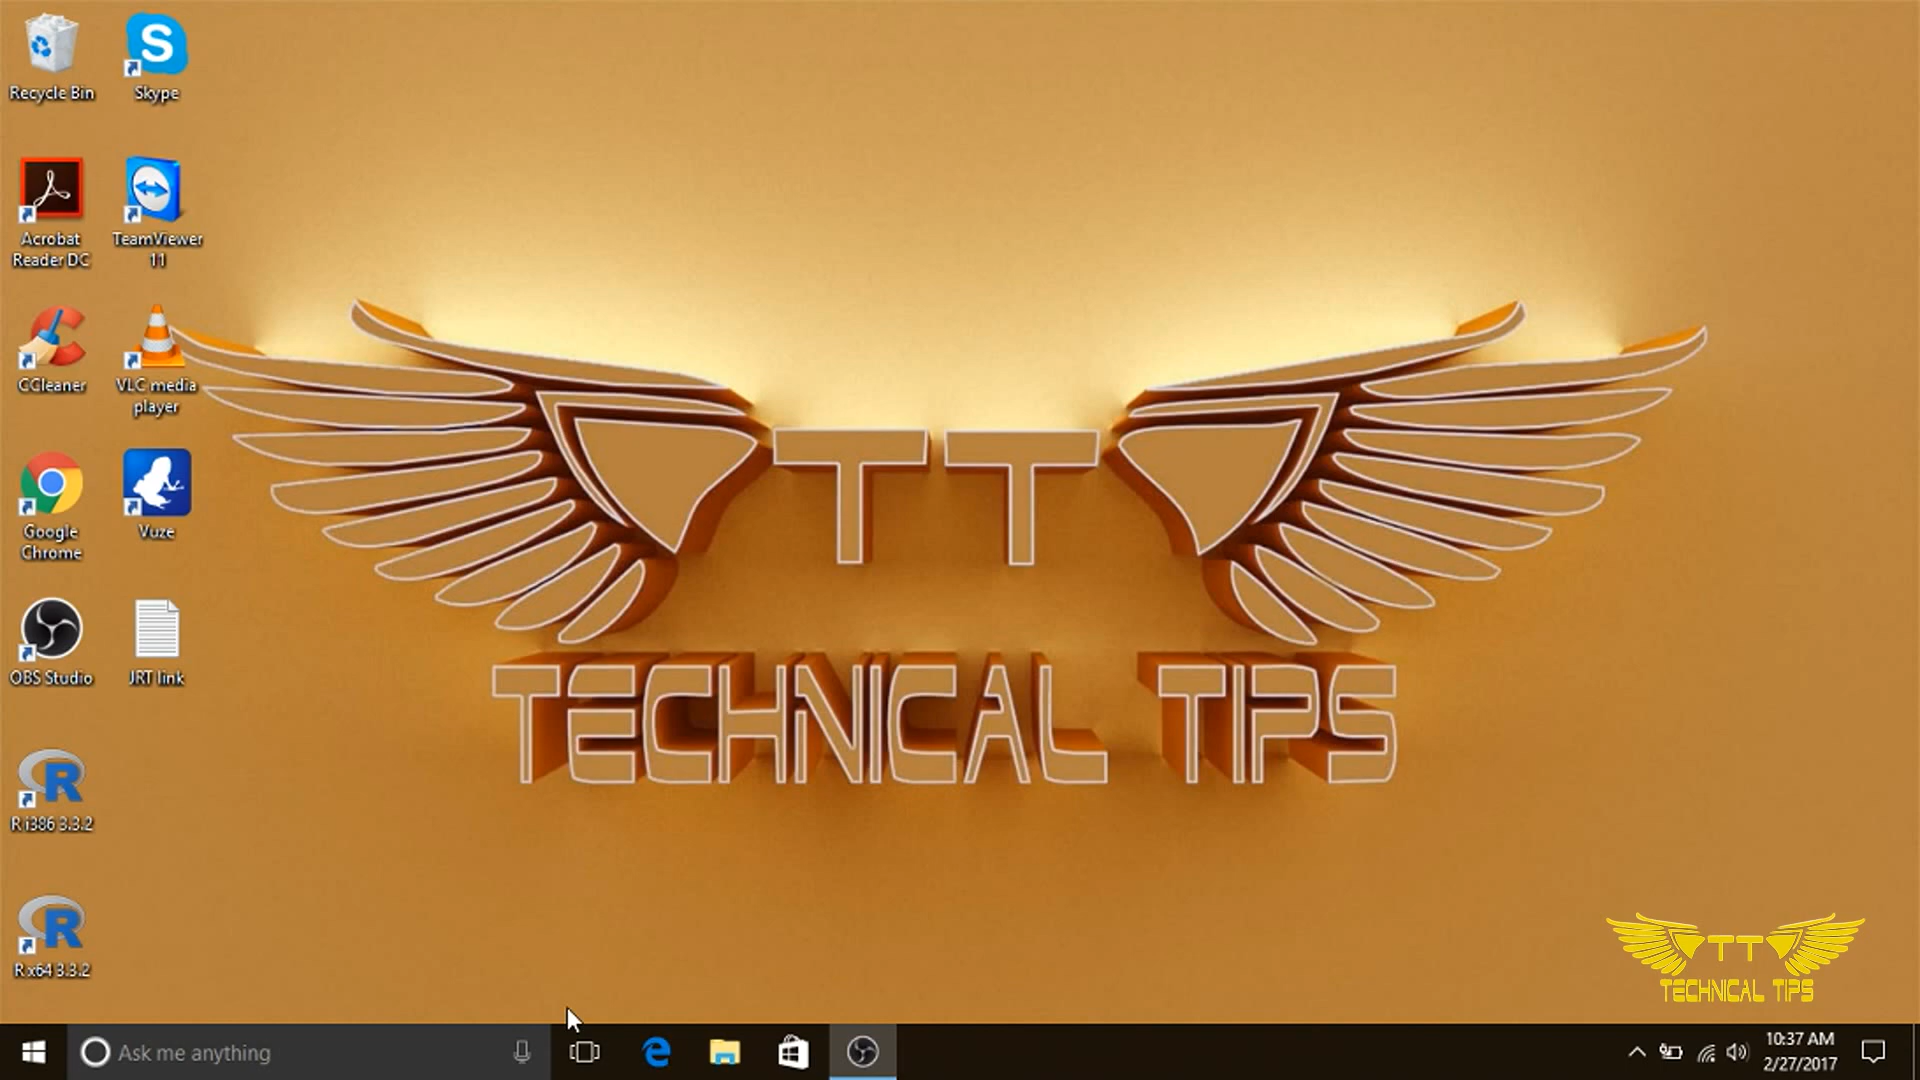 Recycle Bin
Skype
Acrobat
Reader DC
TeamViewer
11
CCleaner
VLC media
player
Google
Chrome
Vuze
OBS Studio
JRT link
R i386 3.3.2
R x64 3.3.2
TT
TECHNICAL TIPS
TT
TECHNICAL TIPS
Ask me anything
10:37 AM
2/27/2017